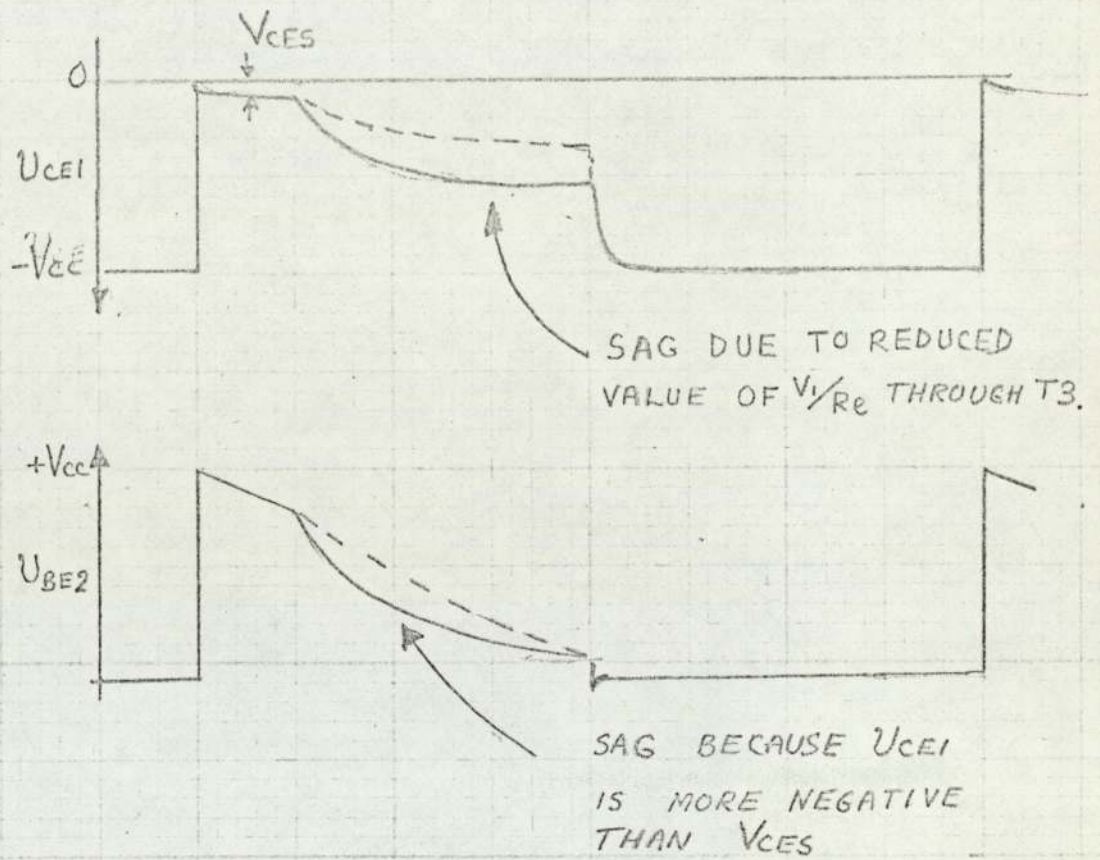 VCES
0
UCE1
-VCC
SAG DUE TO REDUCED
VALUE OF V1/Re THROUGH T3.
+VCC
UBE2
SAG BECAUSE UCE1
IS MORE NEGATIVE
THAN VCES